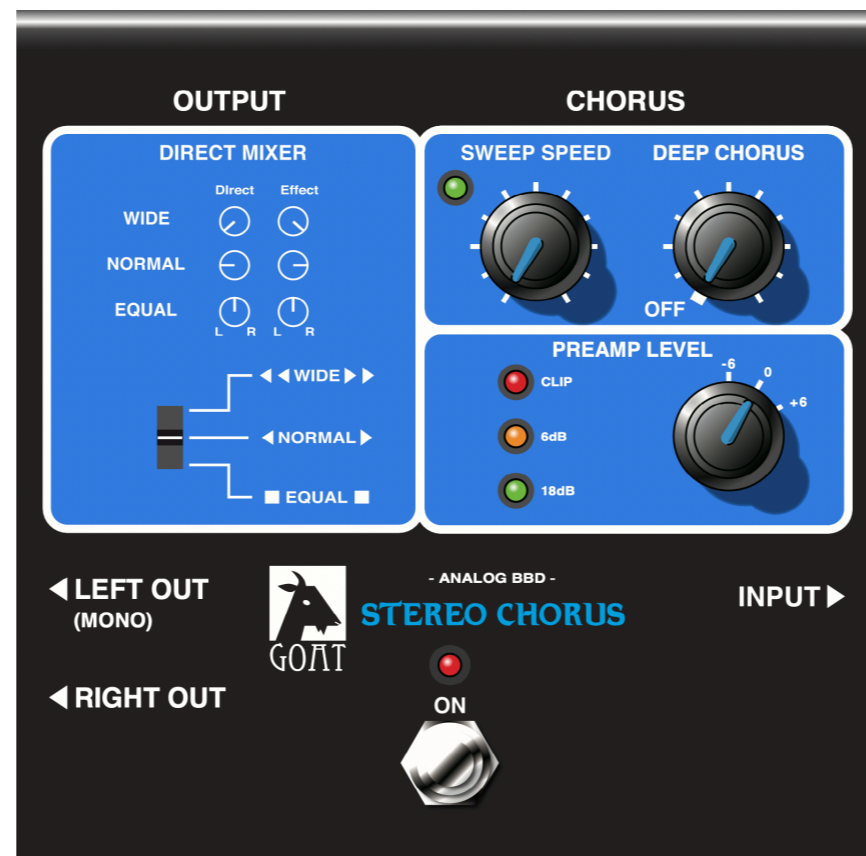 OUTPUT
CHORUS
DIRECT MIXER
DIrect Effect
WIDE
NORMAL
EQUAL
L R L R
WIDE
NORMAL
EQUAL
SWEEP SPEED
DEEP CHORUS
OFF
PREAMP LEVEL
-6
0
+6
CLIP
6dB
18dB
LEFT OUT
(MONO)
RIGHT OUT
GOAT
- ANALOG BBD -
STEREO CHORUS
ON
INPUT